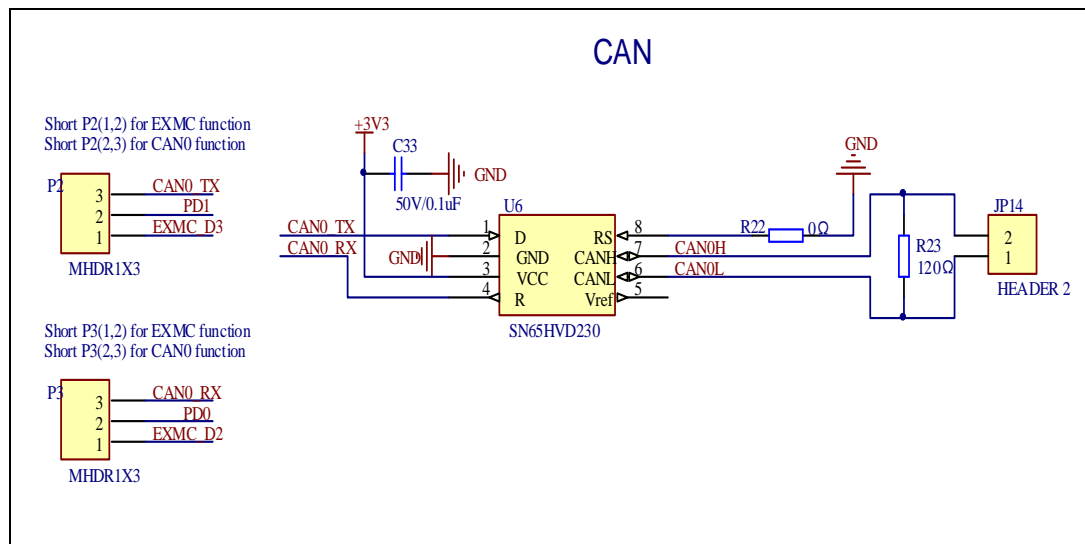 CAN
Short P2(1,2) for EXMC function
Short P2(2,3) for CAN0 function
P2
3 CAN0_TX
2 PD1
1 EXMC_D3
MHDR1X3
Short P3(1,2) for EXMC function
Short P3(2,3) for CAN0 function
P3
3 CAN0_RX
2 PD0
1 EXMC_D2
MHDR1X3
+3V3
C33
GND
50V/0.1uF
U6
CAN0_TX 1 D
GND 2 GND
3 VCC
CAN0_RX 4 R
RS 8
CANH 7 CAN0H
CANL 6 CAN0L
Vref 5
SN65HVD230
R22 0Ω
GND
R23
120Ω
JP14
2
1
HEADER 2